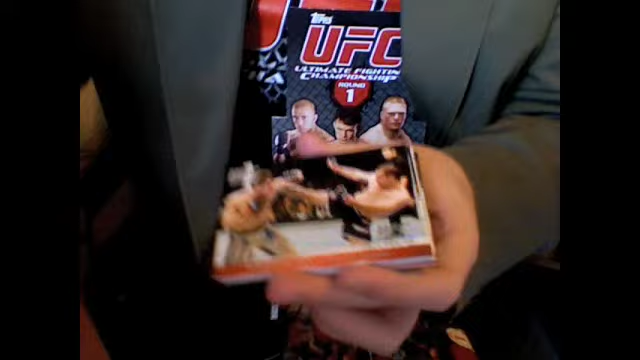 Topps
UFC
ULTIMATE FIGHTING
CHAMPIONSHIP
ROUND
1